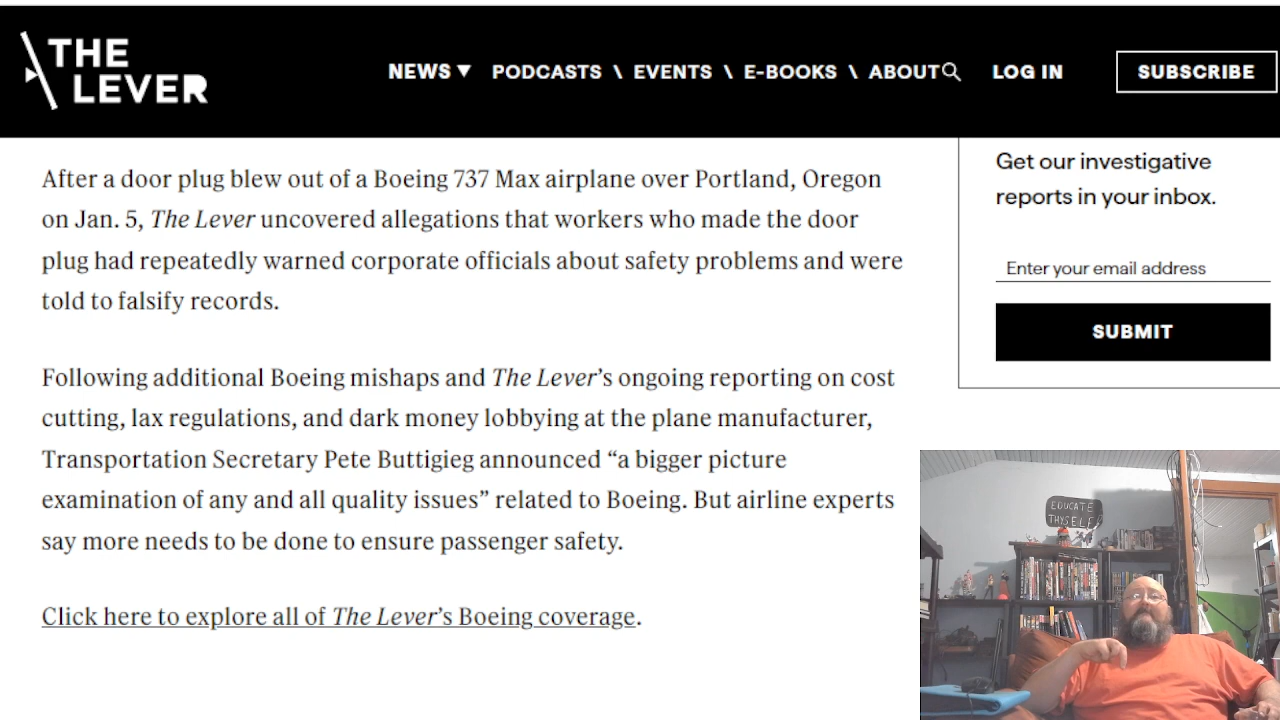 THE
LEVER
NEWS ▼ PODCASTS \ EVENTS \ E-BOOKS \ ABOUT LOG IN SUBSCRIBE
After a door plug blew out of a Boeing 737 Max airplane over Portland, Oregon
on Jan. 5, The Lever uncovered allegations that workers who made the door
plug had repeatedly warned corporate officials about safety problems and were
told to falsify records.
Following additional Boeing mishaps and The Lever’s ongoing reporting on cost
cutting, lax regulations, and dark money lobbying at the plane manufacturer,
Transportation Secretary Pete Buttigieg announced “a bigger picture
examination of any and all quality issues” related to Boeing. But airline experts
say more needs to be done to ensure passenger safety.
Click here to explore all of The Lever’s Boeing coverage.
Get our investigative
reports in your inbox.
Enter your email address
SUBMIT
EDUCATE
THYSELF